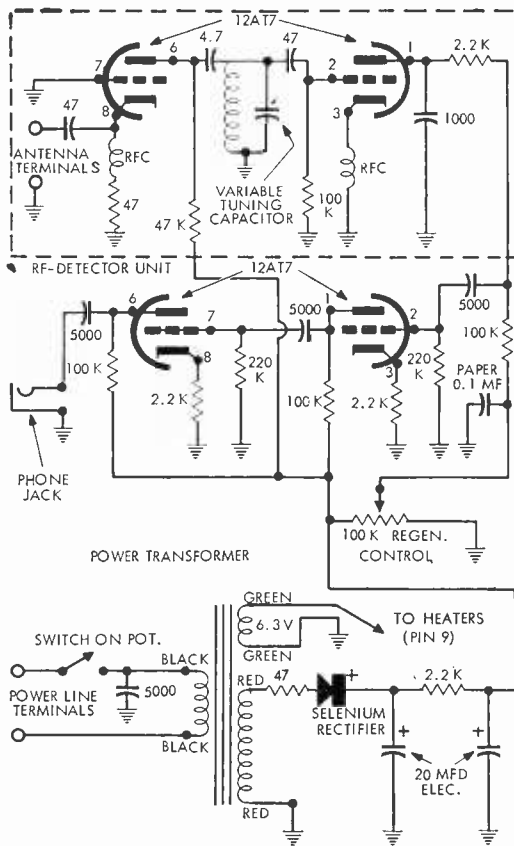 12AT7
6
4.7
47
1
2.2 K
7
2
8
3
47
ANTENNA
TERMINALS
RFC
47
VARIABLE
TUNING
CAPACITOR
100
K
RFC
1000
47 K
RF-DETECTOR UNIT
12AT7
5000
6
5000
1
5000
7
2
100 K
8
220
K
3
220
K
100 K
2.2 K
100 K
2.2 K
PAPER
0.1 MF
PHONE
JACK
100 K
REGEN.
CONTROL
POWER TRANSFORMER
GREEN
6.3 V
GREEN
TO HEATERS
(PIN 9)
SWITCH ON POT.
BLACK
RED
47
+
2.2 K
POWER LINE
TERMINALS
5000
SELENIUM
RECTIFIER
BLACK
+
+
20 MFD
ELEC.
RED